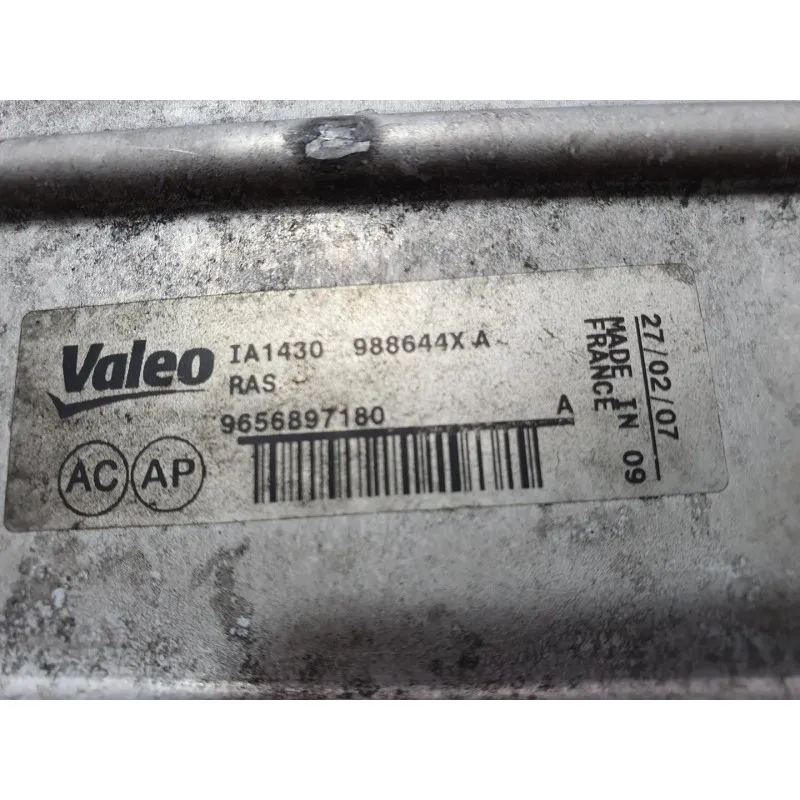 Valeo IA1430 988644X A
RAS
9656897180 A
AC AP
27/02/07
MADE IN 09
FRANCE